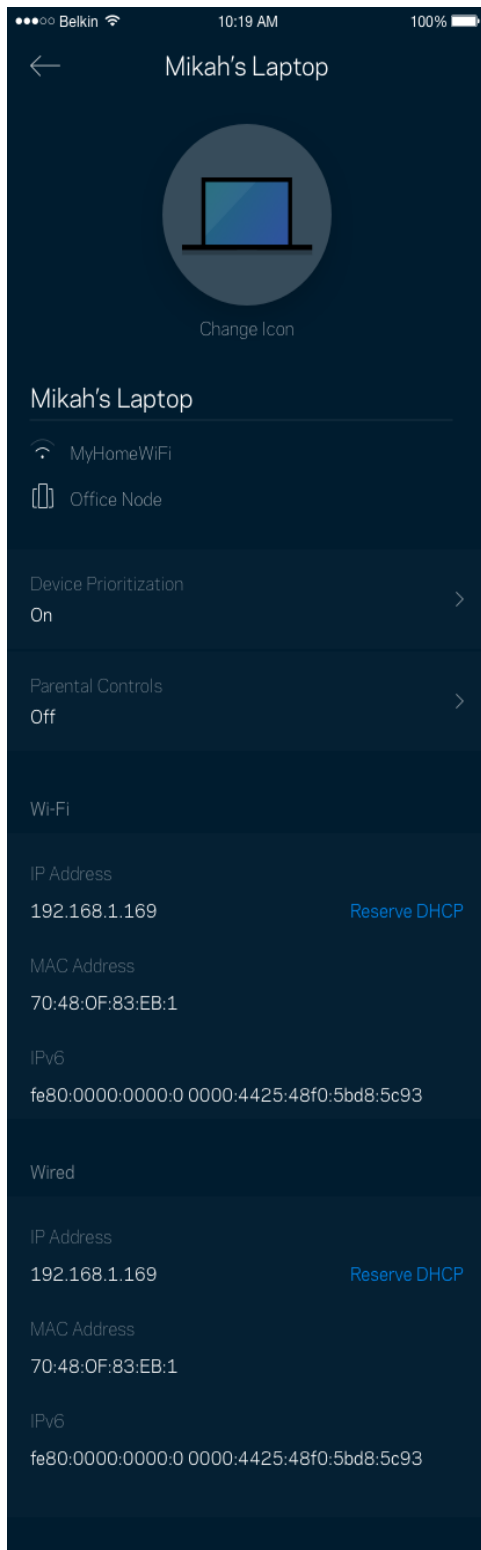 Belkin 10:19 AM 100%
Mikah's Laptop
Change Icon
Mikah's Laptop
MyHomeWiFi
Office Node
Device Prioritization
On
Parental Controls
Off
Wi-Fi
IP Address
192.168.1.169 Reserve DHCP
MAC Address
70:48:0F:83:EB:1
IPv6
fe80:0000:0000:0 0000:4425:48f0:5bd8:5c93
Wired
IP Address
192.168.1.169 Reserve DHCP
MAC Address
70:48:0F:83:EB:1
IPv6
fe80:0000:0000:0 0000:4425:48f0:5bd8:5c93